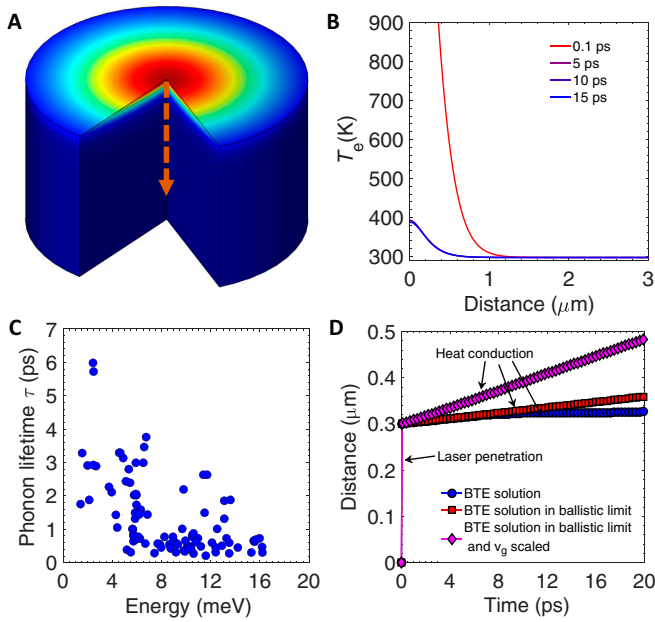 A
B
900
800
700
600
500
400
300
T_e(K)
0.1 ps
5 ps
10 ps
15 ps
0 1 2 3
Distance (μm)
C
7
6
5
4
3
2
1
0
Phonon lifetime τ (ps)
0 4 8 12 16 20
Energy (meV)
D
0.5
0.4
0.3
0.2
0.1
0
Distance (μm)
Heat conduction
Laser penetration
BTE solution
BTE solution in ballistic limit
BTE solution in ballistic limit
and v_g scaled
0 4 8 12 16 20
Time (ps)